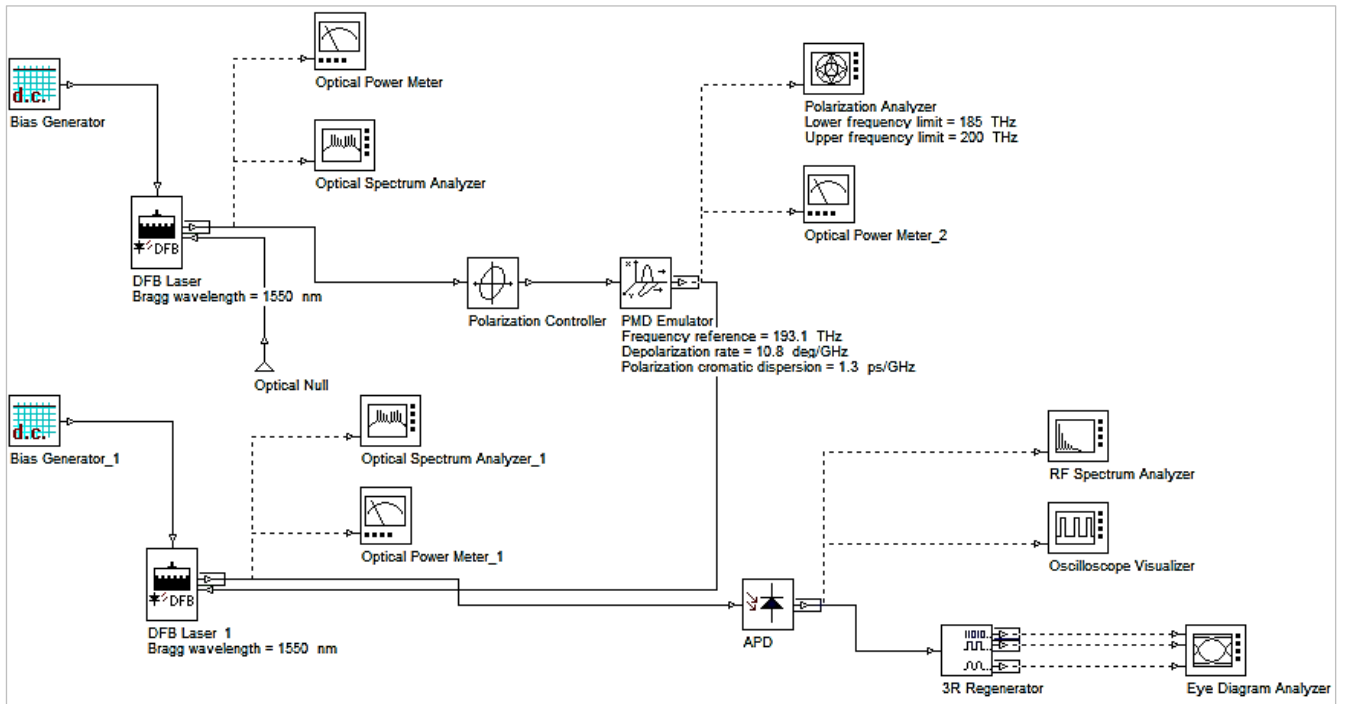 Optical Power Meter
d.c.
Bias Generator
Optical Spectrum Analyzer
Polarization Analyzer
Lower frequency limit = 185 THz
Upper frequency limit = 200 THz
Optical Power Meter_2
DFB
DFB Laser
Bragg wavelength = 1550 nm
Polarization Controller
X
Y
PMD Emulator
Frequency reference = 193.1 THz
Depolarization rate = 10.8 deg/GHz
Polarization cromatic dispersion = 1.3 ps/GHz
Optical Null
d.c.
Bias Generator_1
Optical Spectrum Analyzer_1
RF Spectrum Analyzer
Optical Power Meter_1
Oscilloscope Visualizer
DFB
DFB Laser_1
Bragg wavelength = 1550 nm
APD
11010
3R Regenerator
Eye Diagram Analyzer